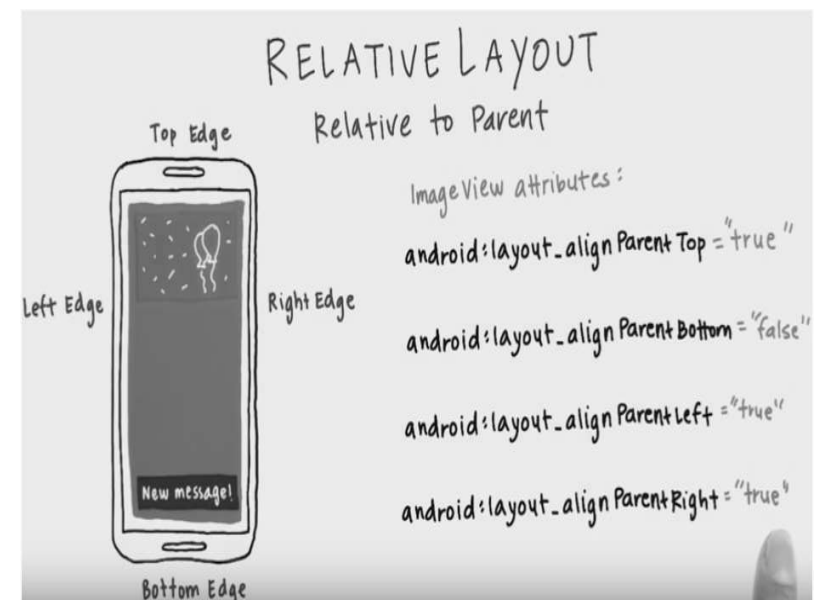 RELATIVE LAYOUT
Relative to Parent
Top Edge
Left Edge
Right Edge
New message!
Bottom Edge
ImageView attributes:
android:layout_alignParentTop="true"
android:layout_alignParentBottom="false"
android:layout_alignParentLeft="true"
android:layout_alignParentRight="true"